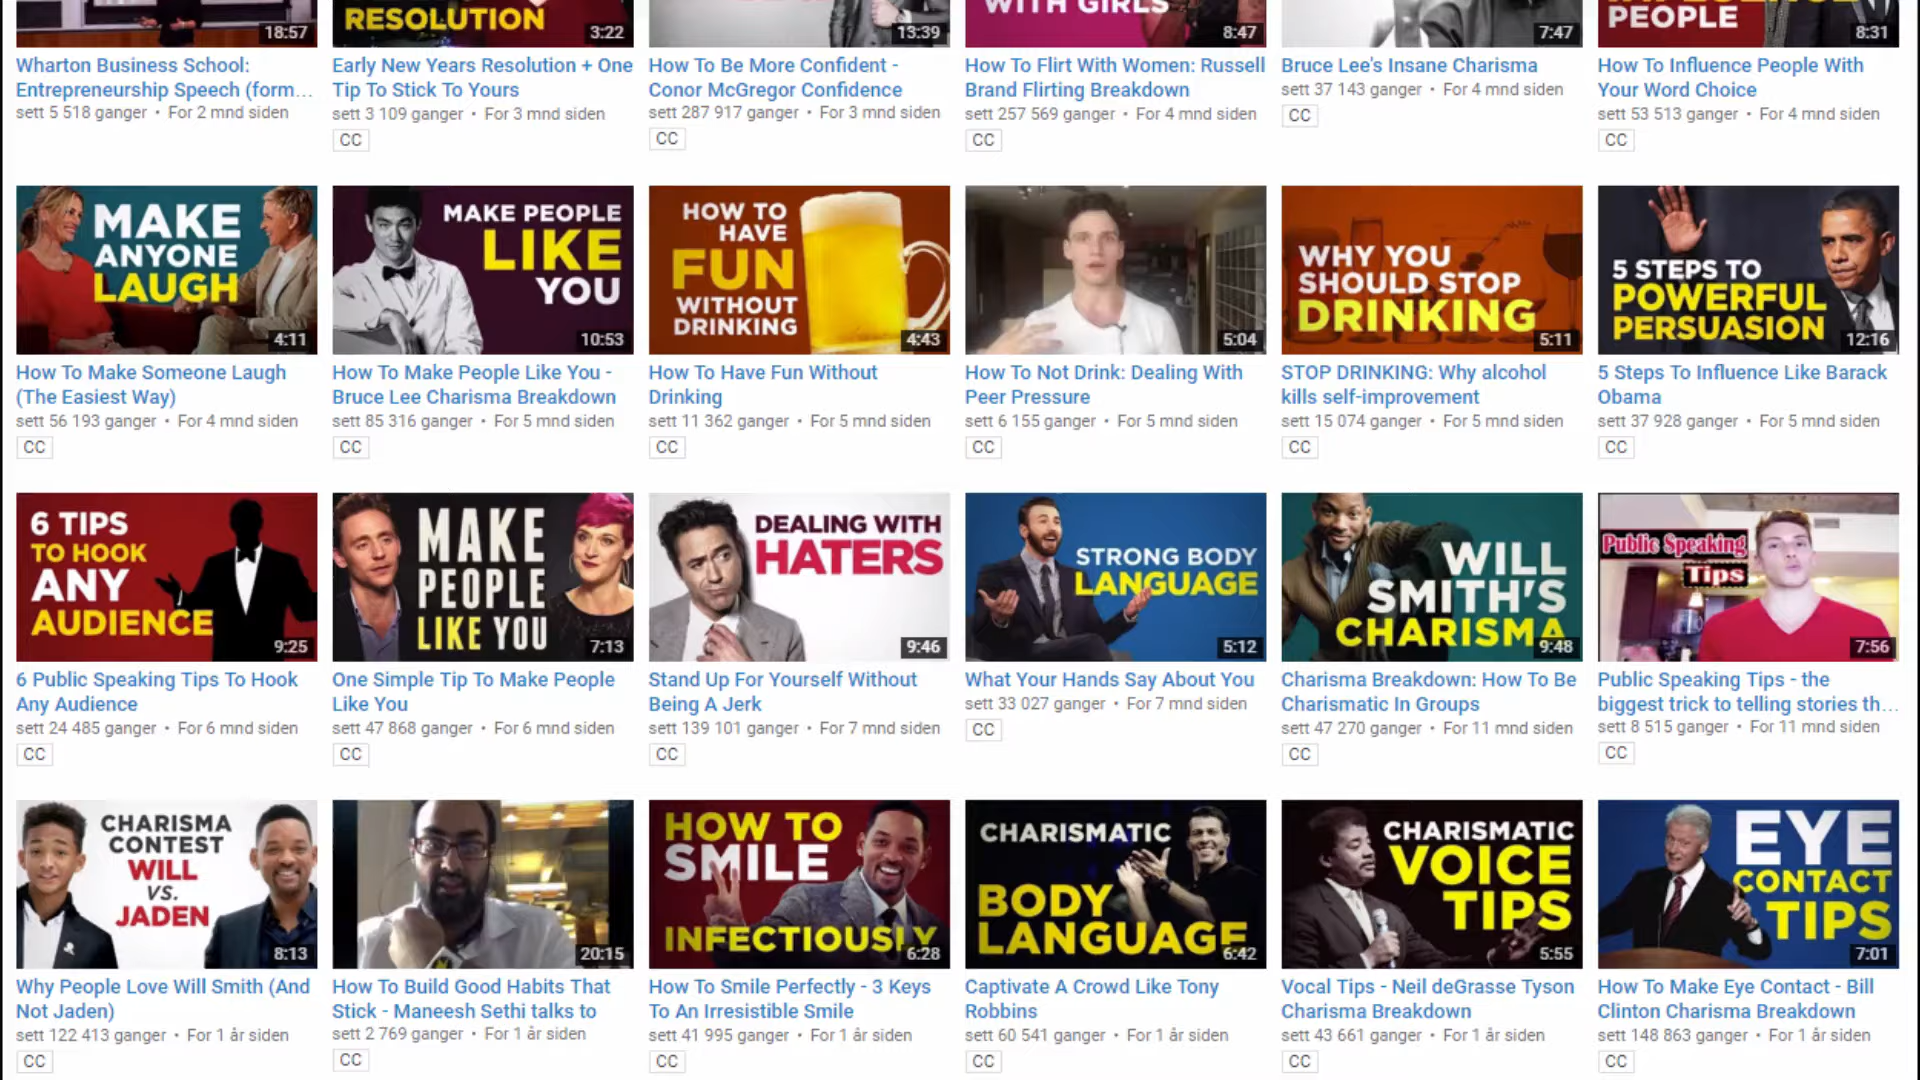 RESOLUTION
WITH GIRLS
PEOPLE
18:57
3:22
13:39
8:47
7:47
8:31
Wharton Business School:
Entrepreneurship Speech (form...
sett 5 518 ganger • For 2 mnd siden
Early New Years Resolution + One
Tip To Stick To Yours
sett 3 109 ganger • For 3 mnd siden
CC
How To Be More Confident -
Conor McGregor Confidence
sett 287 917 ganger • For 3 mnd siden
CC
How To Flirt With Women: Russell
Brand Flirting Breakdown
sett 257 569 ganger • For 4 mnd siden
CC
Bruce Lee's Insane Charisma
sett 37 143 ganger • For 4 mnd siden
CC
How To Influence People With
Your Word Choice
sett 53 513 ganger • For 4 mnd siden
CC
MAKE
ANYONE
LAUGH
4:11
How To Make Someone Laugh
(The Easiest Way)
sett 56 193 ganger • For 4 mnd siden
CC
MAKE PEOPLE
LIKE
YOU
10:53
How To Make People Like You -
Bruce Lee Charisma Breakdown
sett 85 316 ganger • For 5 mnd siden
CC
HOW TO
HAVE
FUN
WITHOUT
DRINKING
4:43
How To Have Fun Without
Drinking
sett 11 362 ganger • For 5 mnd siden
CC
5:04
How To Not Drink: Dealing With
Peer Pressure
sett 6 155 ganger • For 5 mnd siden
CC
WHY YOU
SHOULD STOP
DRINKING
5:11
STOP DRINKING: Why alcohol
kills self-improvement
sett 15 074 ganger • For 5 mnd siden
CC
5 STEPS TO
POWERFUL
PERSUASION
12:16
5 Steps To Influence Like Barack
Obama
sett 37 928 ganger • For 5 mnd siden
CC
6 TIPS
TO HOOK
ANY
AUDIENCE
9:25
6 Public Speaking Tips To Hook
Any Audience
sett 24 485 ganger • For 6 mnd siden
CC
MAKE
PEOPLE
LIKE YOU
7:13
One Simple Tip To Make People
Like You
sett 47 868 ganger • For 6 mnd siden
CC
DEALING WITH
HATERS
9:46
Stand Up For Yourself Without
Being A Jerk
sett 139 101 ganger • For 7 mnd siden
CC
STRONG BODY
LANGUAGE
5:12
What Your Hands Say About You
sett 33 027 ganger • For 7 mnd siden
CC
WILL
SMITH'S
CHARISMA
9:48
Charisma Breakdown: How To Be
Charismatic In Groups
sett 47 270 ganger • For 11 mnd siden
CC
Public Speaking
Tips
7:56
Public Speaking Tips - the
biggest trick to telling stories th...
sett 8 515 ganger • For 11 mnd siden
CC
CHARISMA
CONTEST
WILL
VS.
JADEN
8:13
Why People Love Will Smith (And
Not Jaden)
sett 122 413 ganger • For 1 år siden
CC
20:15
How To Build Good Habits That
Stick - Maneesh Sethi talks to
sett 2 769 ganger • For 1 år siden
CC
HOW TO
SMILE
INFECTIOUSLY
6:28
How To Smile Perfectly - 3 Keys
To An Irresistible Smile
sett 41 995 ganger • For 1 år siden
CC
CHARISMATIC
BODY
LANGUAGE
6:42
Captivate A Crowd Like Tony
Robbins
sett 60 541 ganger • For 1 år siden
CC
CHARISMATIC
VOICE
TIPS
5:55
Vocal Tips - Neil deGrasse Tyson
Charisma Breakdown
sett 43 661 ganger • For 1 år siden
CC
EYE
CONTACT
TIPS
7:01
How To Make Eye Contact - Bill
Clinton Charisma Breakdown
sett 148 863 ganger • For 1 år siden
CC